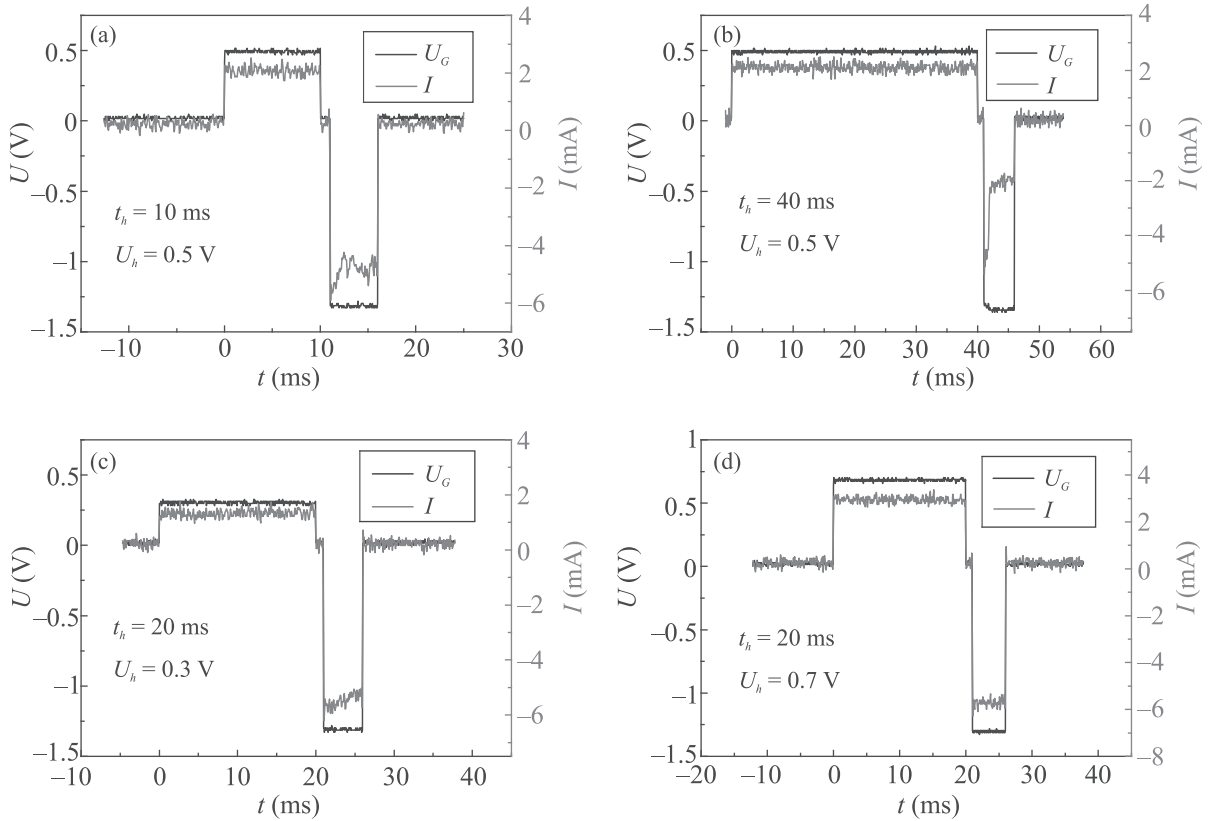 (a)
U_G
I
t_h = 10 ms
U_h = 0.5 V
0.5
0
–0.5
–1
–1.5
U (V)
4
2
0
–2
–4
–6
I (mA)
–10 0 10 20 30
t (ms)
(b)
U_G
I
t_h = 40 ms
U_h = 0.5 V
0.5
0
–0.5
–1
–1.5
U (V)
4
2
0
–2
–4
–6
I (mA)
0 10 20 30 40 50 60
t (ms)
(c)
U_G
I
t_h = 20 ms
U_h = 0.3 V
0.5
0
–0.5
–1
–1.5
U (V)
4
2
0
–2
–4
–6
I (mA)
–10 0 10 20 30 40
t (ms)
(d)
U_G
I
t_h = 20 ms
U_h = 0.7 V
1
0.5
0
–0.5
–1
–1.5
U (V)
4
2
0
–2
–4
–6
–8
I (mA)
–20 –10 0 10 20 30 40
t (ms)